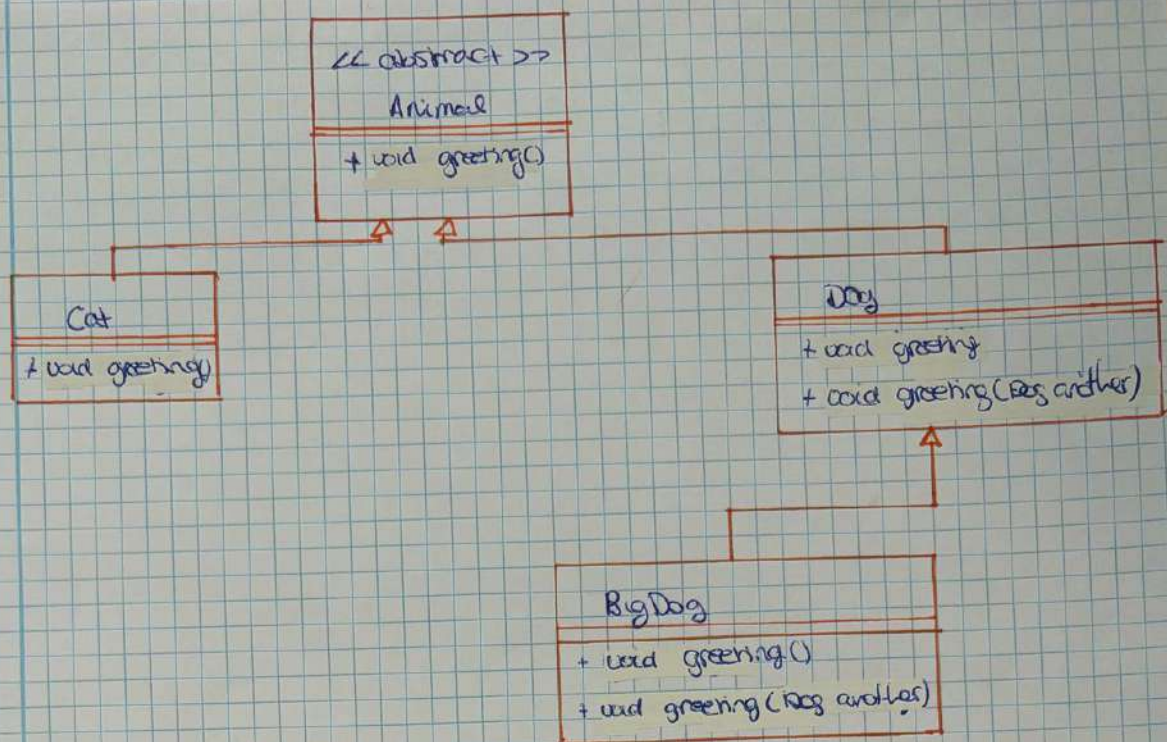 << abstract >>
Animal
+ void greeting()
Cat
+ void greeting()
Dog
+ void greeting
+ void greeting(Dog another)
BigDog
+ void greeting()
+ void greeting(Dog another)